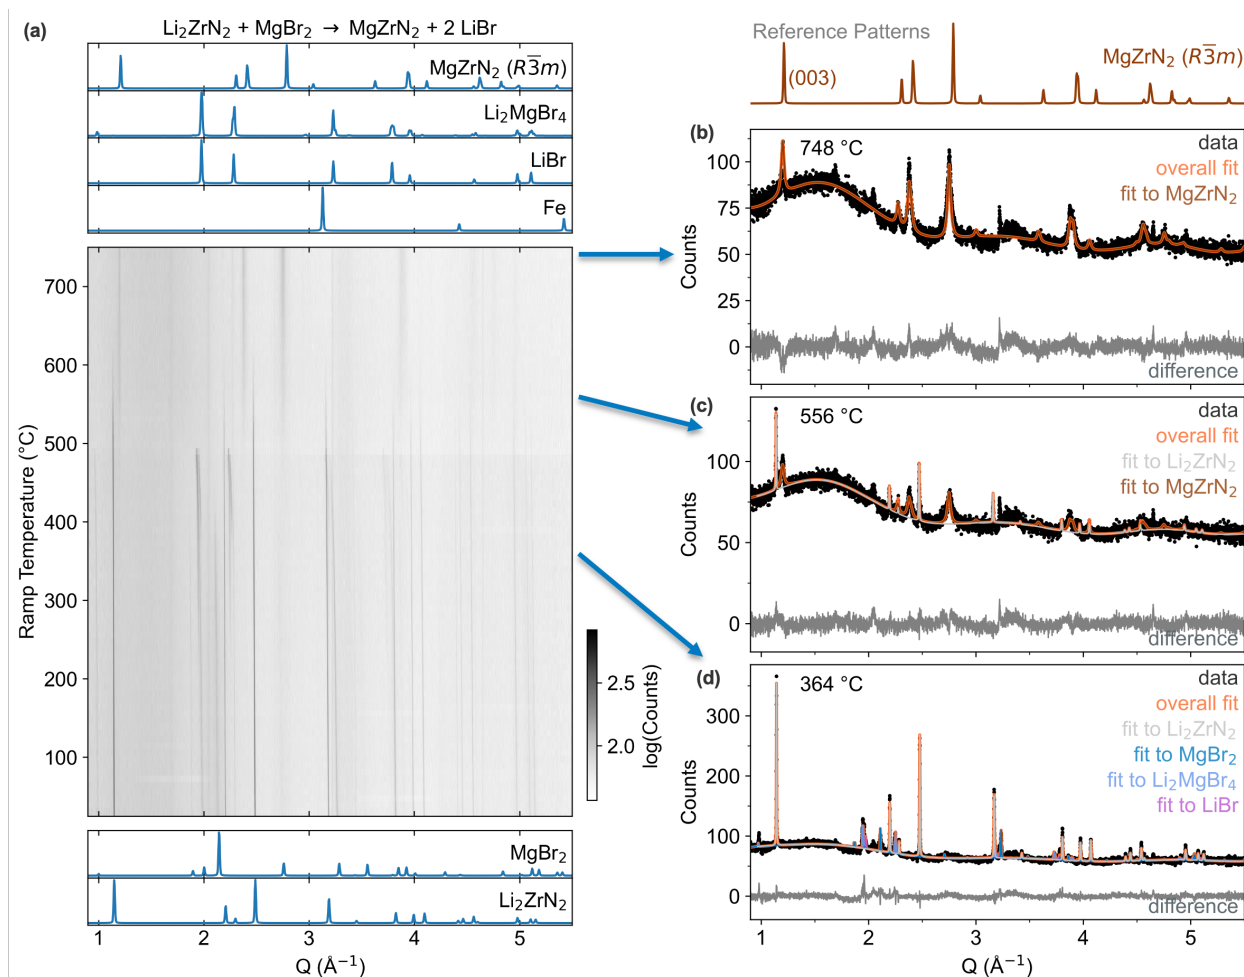 (a)
Li₂ZrN₂ + MgBr₂ → MgZrN₂ + 2 LiBr
MgZrN₂ (R3̅m)
Li₂MgBr₄
LiBr
Fe
700
600
500
400
300
200
100
Ramp Temperature (°C)
2.5
2.0
log(Counts)
MgBr₂
Li₂ZrN₂
1
2
3
4
5
Q (Å⁻¹)
Reference Patterns
MgZrN₂ (R3̅m)
(003)
(b)
748 °C
data
overall fit
fit to MgZrN₂
100
75
50
25
0
Counts
difference
(c)
556 °C
data
overall fit
fit to Li₂ZrN₂
fit to MgZrN₂
100
50
0
Counts
difference
(d)
364 °C
data
overall fit
fit to Li₂ZrN₂
fit to MgBr₂
fit to Li₂MgBr₄
fit to LiBr
300
200
100
0
Counts
difference
1
2
3
4
5
Q (Å⁻¹)